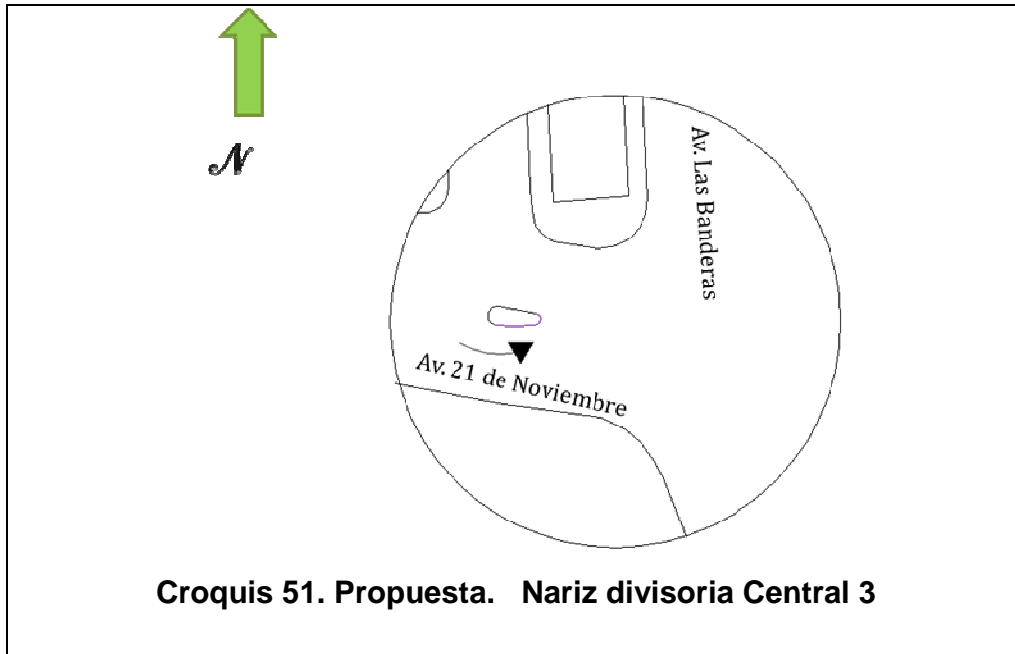 N
Av. Las Banderas
Av. 21 de Noviembre
Croquis 51. Propuesta. Nariz divisoria Central 3